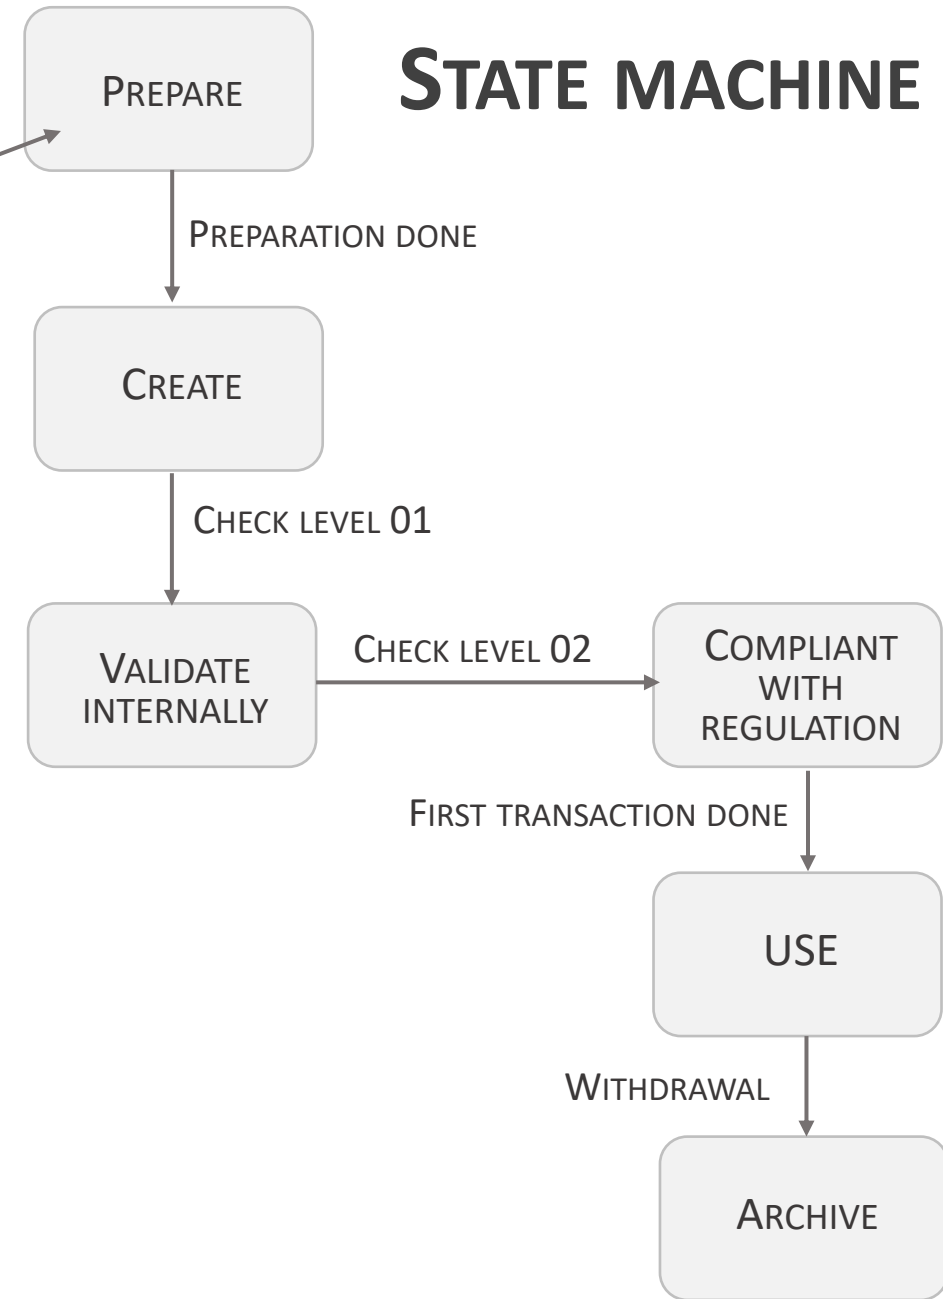 STATE MACHINE
PREPARE
PREPARATION DONE
CREATE
CHECK LEVEL 01
VALIDATE
INTERNALLY
CHECK LEVEL 02
COMPLIANT
WITH
REGULATION
FIRST TRANSACTION DONE
USE
WITHDRAWAL
ARCHIVE